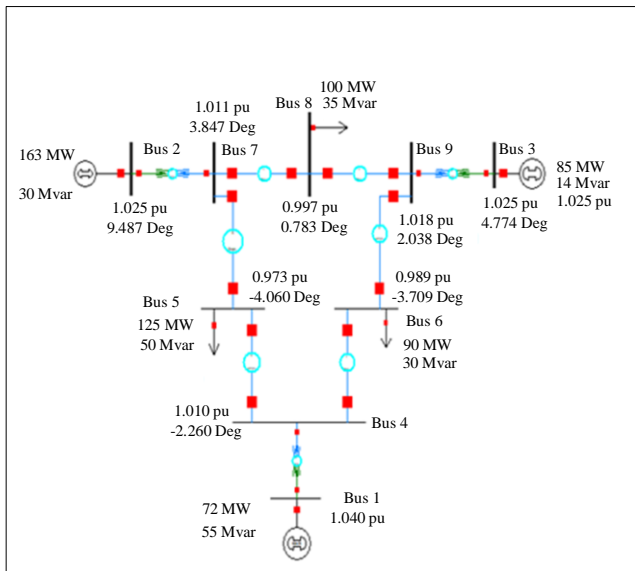 100 MW
35 Mvar
Bus 8
1.011 pu
3.847 Deg
Bus 2
Bus 7
Bus 9
Bus 3
163 MW
30 Mvar
85 MW
14 Mvar
1.025 pu
1.025 pu
9.487 Deg
0.997 pu
0.783 Deg
1.018 pu
2.038 Deg
1.025 pu
4.774 Deg
0.973 pu
-4.060 Deg
0.989 pu
-3.709 Deg
Bus 5
125 MW
50 Mvar
Bus 6
90 MW
30 Mvar
1.010 pu
-2.260 Deg
Bus 4
72 MW
55 Mvar
Bus 1
1.040 pu